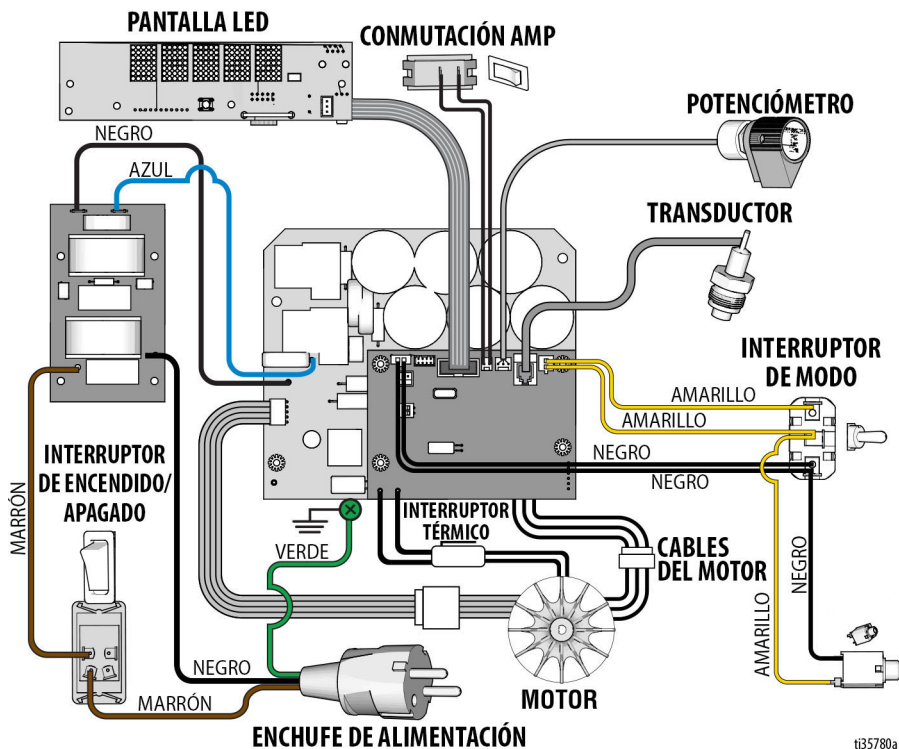 PANTALLA LED
CONMUTACIÓN AMP
POTENCIÓMETRO
NEGRO
AZUL
TRANSDUCTOR
INTERRUPTOR
DE MODO
AMARILLO
AMARILLO
NEGRO
NEGRO
INTERRUPTOR
DE ENCENDIDO/
APAGADO
MARRÓN
INTERRUPTOR
TÉRMICO
VERDE
CABLES
DEL MOTOR
NEGRO
AMARILLO
NEGRO
MARRÓN
D
MOTOR
ENCHUFE DE ALIMENTACIÓN
ti35780a